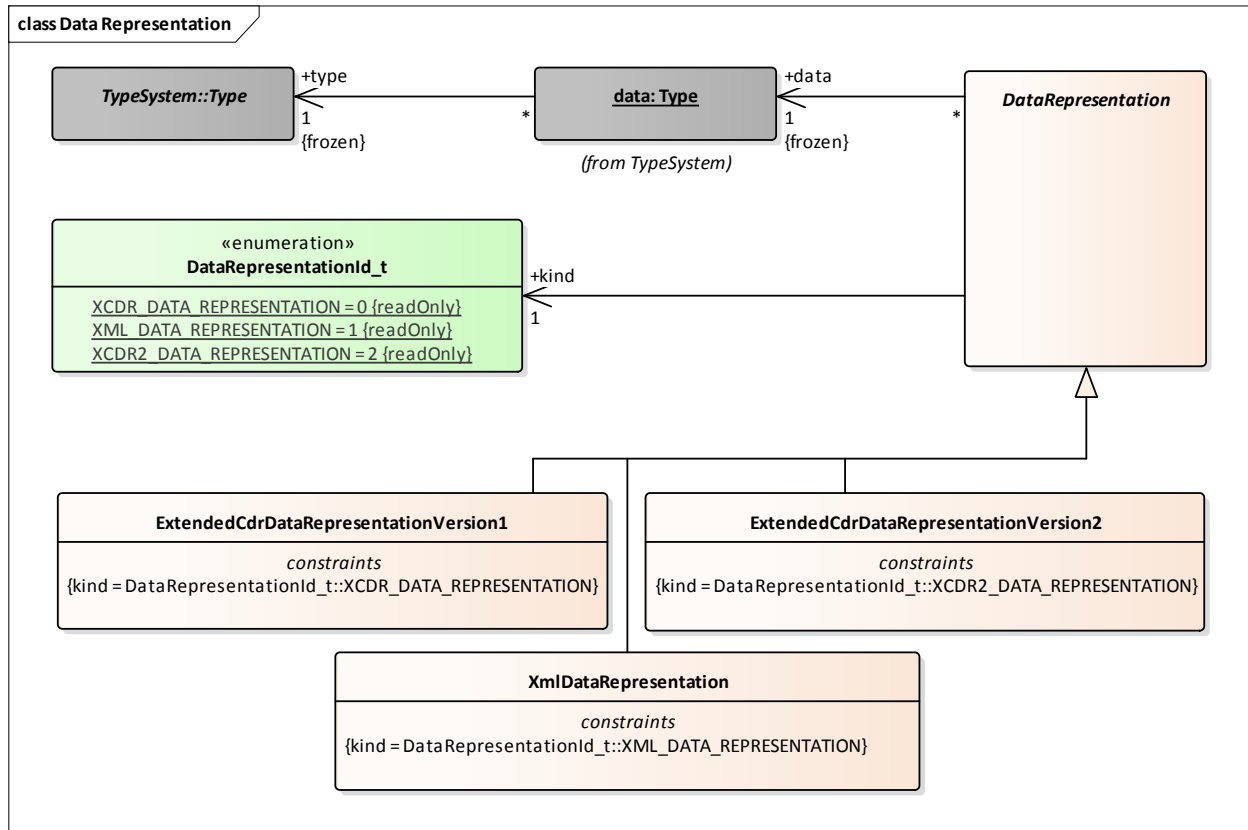 class Data Representation
TypeSystem::Type
+type
1
{frozen}
*
data: Type
(from TypeSystem)
+data
1
{frozen}
*
DataRepresentation
«enumeration»
DataRepresentationId_t
XCDR_DATA_REPRESENTATION = 0 {readOnly}
XML_DATA_REPRESENTATION = 1 {readOnly}
XCDR2_DATA_REPRESENTATION = 2 {readOnly}
+kind
1
ExtendedCdrDataRepresentationVersion1
constraints
{kind = DataRepresentationId_t::XCDR_DATA_REPRESENTATION}
ExtendedCdrDataRepresentationVersion2
constraints
{kind = DataRepresentationId_t::XCDR2_DATA_REPRESENTATION}
XmlDataRepresentation
constraints
{kind = DataRepresentationId_t::XML_DATA_REPRESENTATION}